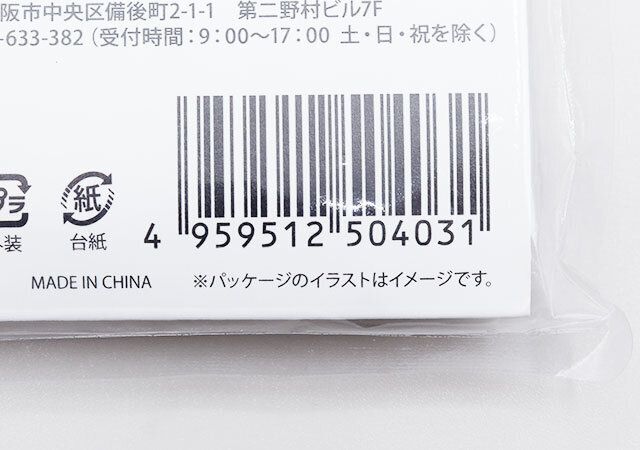 阪市中央区備後町2-1-1 第二野村ビル7F
-633-382（受付時間：9：00〜17：00 土・日・祝を除く）
プラ 紙
外装 台紙
4 959512 504031
MADE IN CHINA ※パッケージのイラストはイメージです。